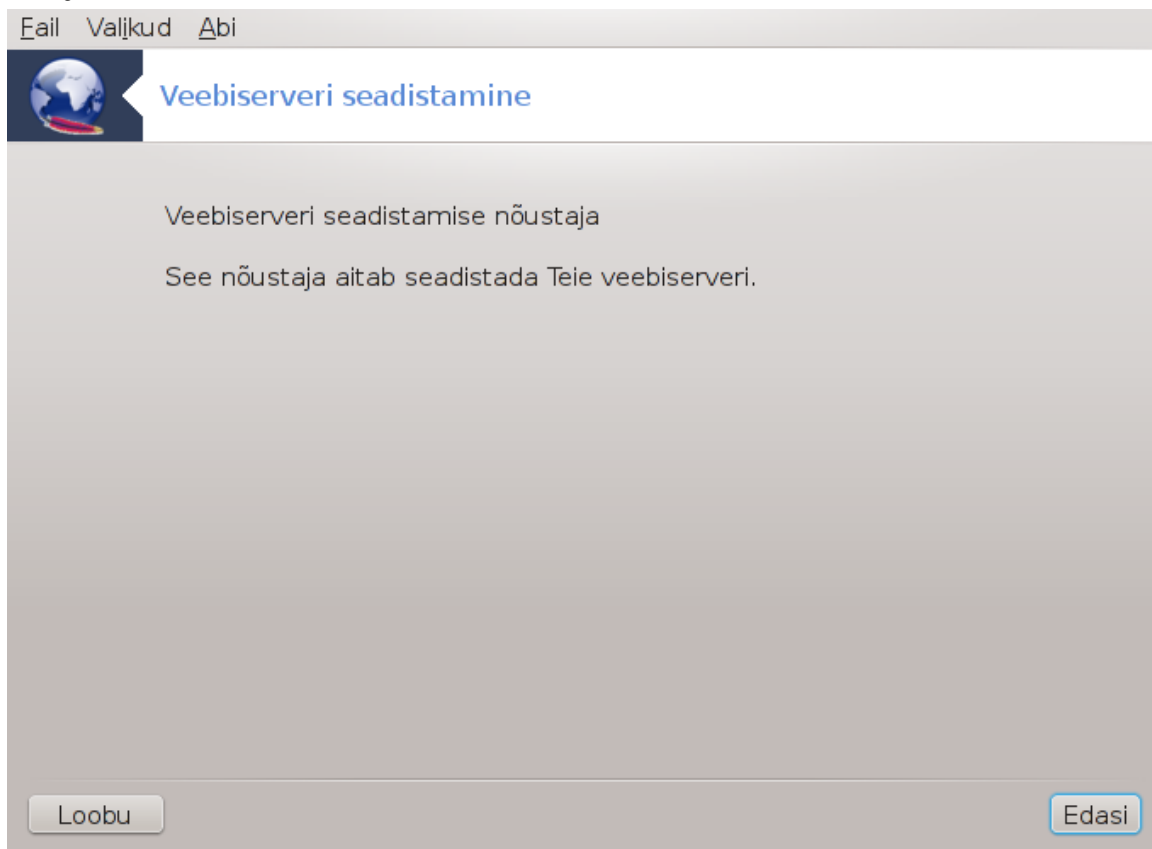 Fail Valikud Abi
Veebiserveri seadistamine
Veebiserveri seadistamise nõustaja
See nõustaja aitab seadistada Teie veebiserveri.
Loobu Edasi